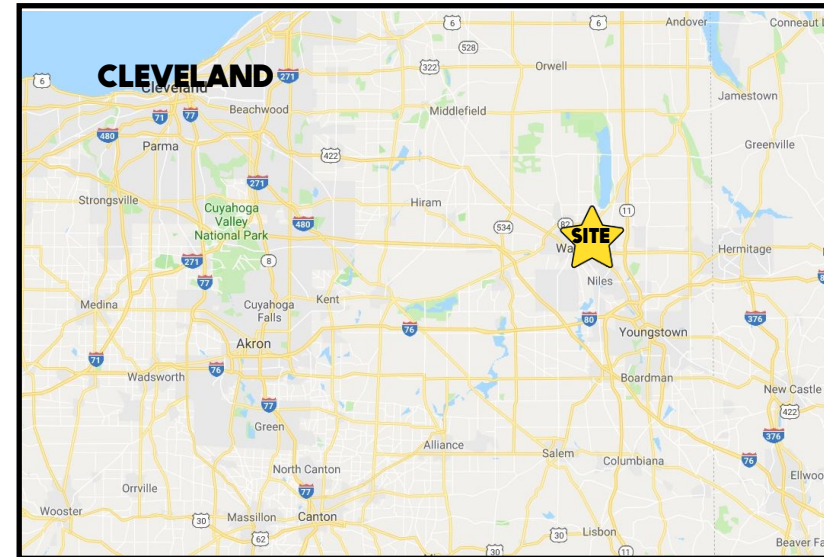 6
6
Andover
Conneaut L
528
322
Orwell
CLEVELAND
Cleveland
271
6
Jamestown
Beachwood
Middlefield
71
77
480
Parma
Greenville
422
271
Strongsville
Hiram
Cuyahoga
Valley
National Park
480
534
82
11
SITE
Wa
Hermitage
8
271
77
Niles
Medina
Cuyahoga
Falls
Kent
76
80
376
Youngstown
Akron
71
76
Wadsworth
Boardman
77
New Castle
422
Green
376
Alliance
Salem
Columbiana
76
North Canton
Ellwoo
77
Orrville
Wooster
30
Massillon
Canton
62
30
Lisbon
30
11
Beaver Fa